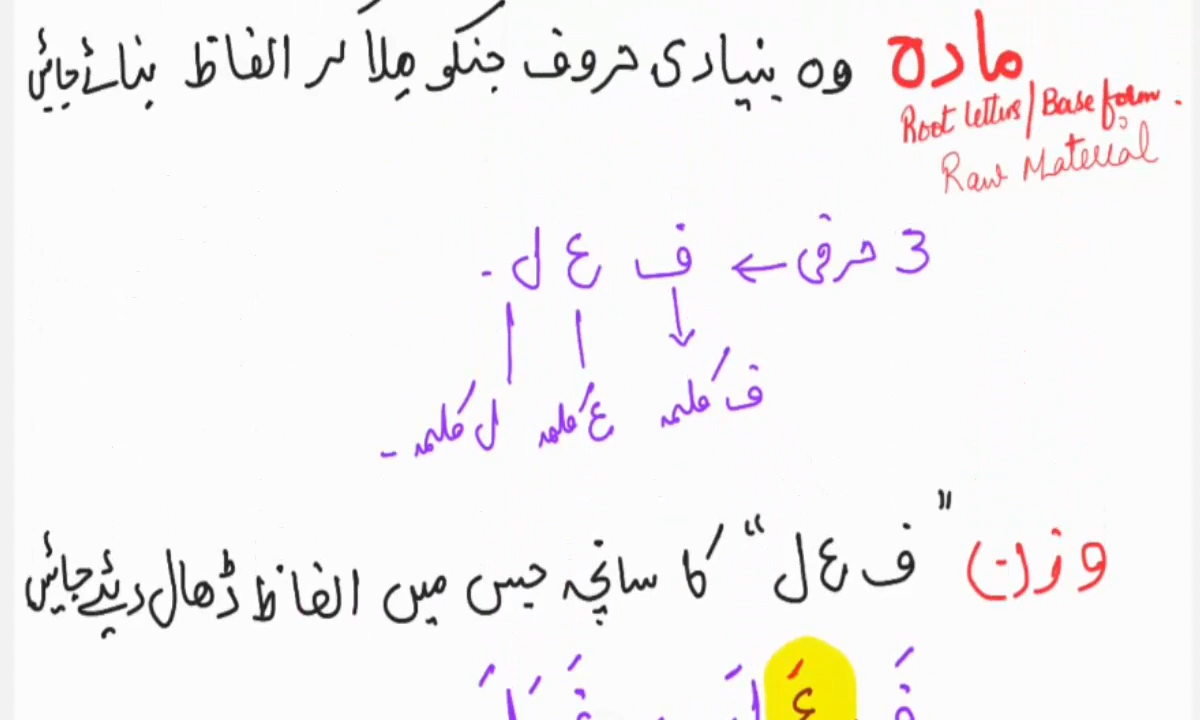 مادہ وہ بنیادی حروف جنکو مِلا کر الفاظ بنائے جائیں
Root letters / Base form.
Raw Material
3 حرفی ← ف ع ل -
ف کلمہ ع کلمہ ل کلمہ -
وزن "ف ع ل" کا سانچہ جس میں الفاظ ڈھال دیئے جائیں